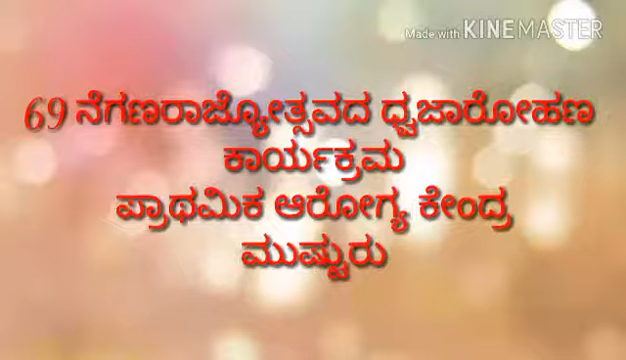 Made with KINEMASTER
69 ನೆಗಣರಾಜ್ಯೋತ್ಸವದ ಧ್ವಜಾರೋಹಣ
ಕಾರ್ಯಕ್ರಮ
ಪ್ರಾಥಮಿಕ ಆರೋಗ್ಯ ಕೇಂದ್ರ
ಮುಷ್ಟುರು